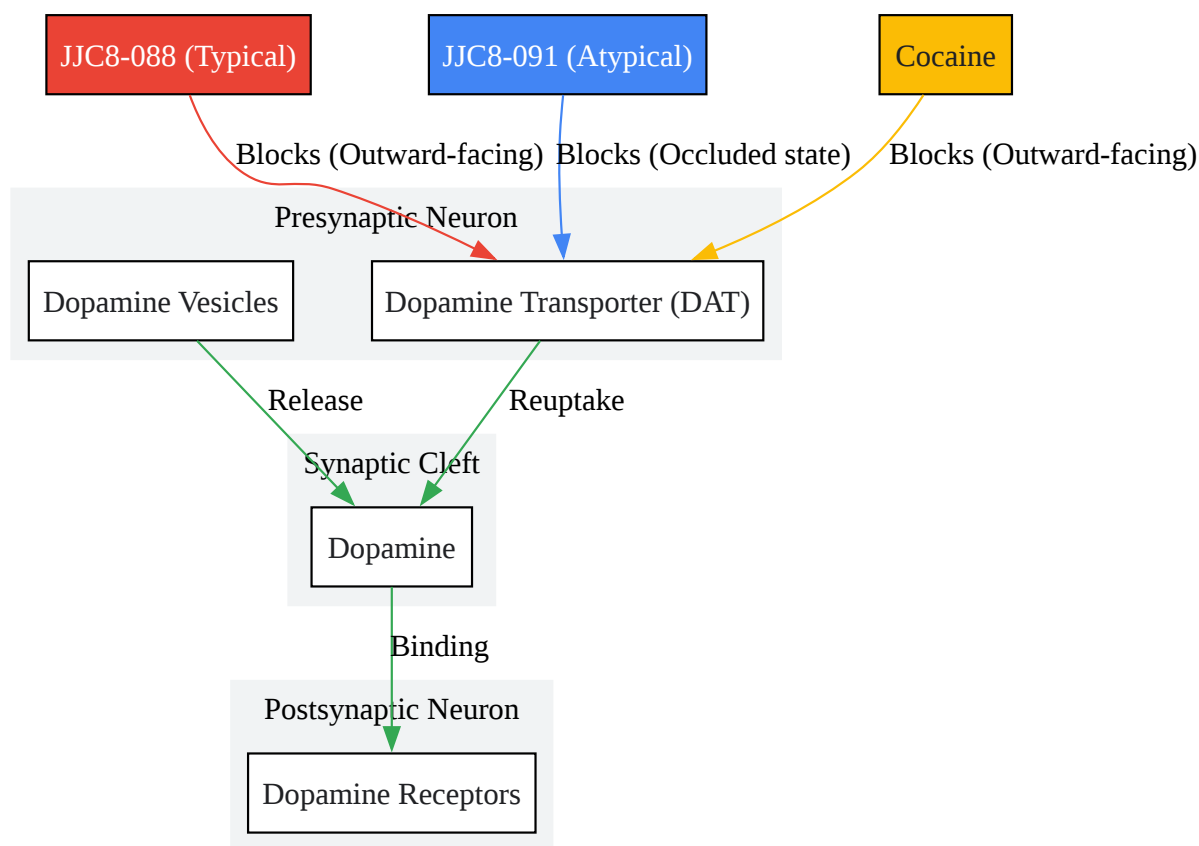 JJC8-088 (Typical)
JJC8-091 (Atypical)
Cocaine
Blocks (Outward-facing)
Blocks (Occluded state)
Blocks (Outward-facing)
Presynaptic Neuron
Dopamine Vesicles
Dopamine Transporter (DAT)
Release
Reuptake
Synaptic Cleft
Dopamine
Binding
Postsynaptic Neuron
Dopamine Receptors